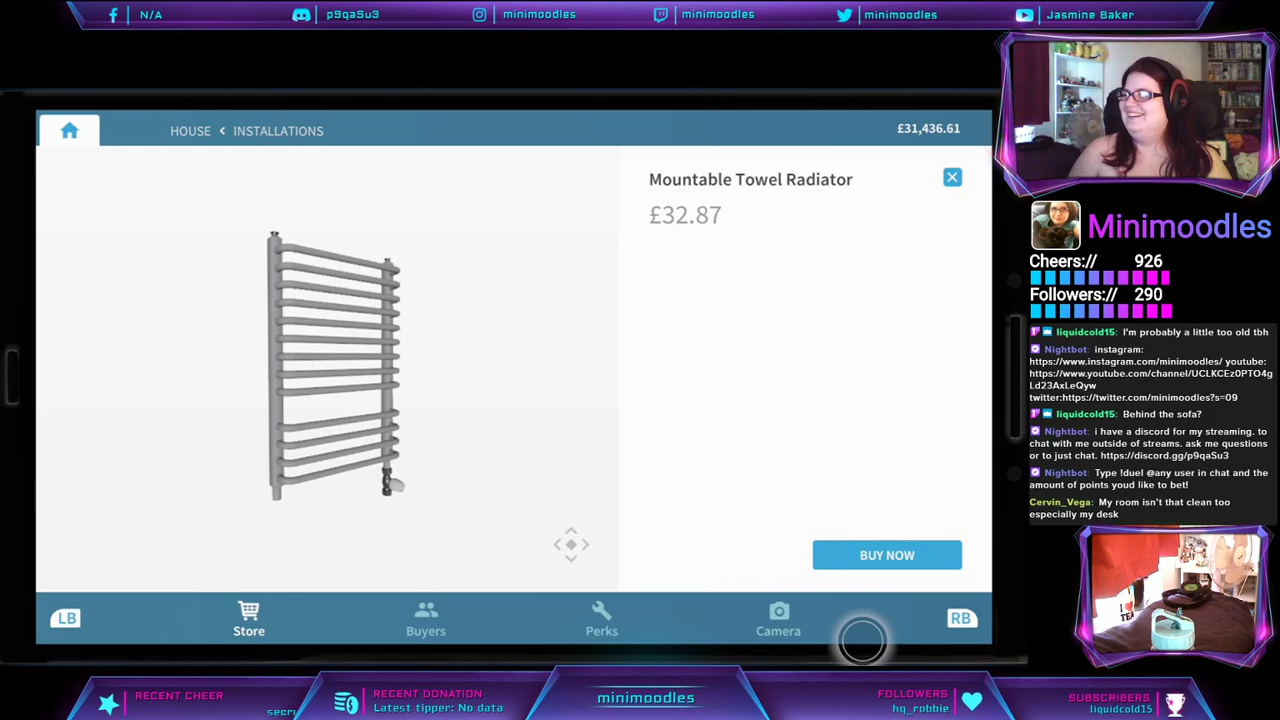 N/A
p9qaSu3
minimoodles
minimoodles
minimoodles
Jasmine Baker
HOUSE < INSTALLATIONS
£31,436.61
Mountable Towel Radiator
£32.87
BUY NOW
LB
Store
Buyers
Perks
Camera
RB
Minimoodles
Cheers:// 926
Followers:// 290
liquidcold15: I'm probably a little too old tbh
Nightbot: instagram:
https://www.instagram.com/minimoodles/ youtube:
https://www.youtube.com/channel/UCLKCEz0PTO4g
Ld23AxLeQyw
twitter:https://twitter.com/minimoodles?s=09
liquidcold15: Behind the sofa?
Nightbot: i have a discord for my streaming. to
chat with me outside of streams. ask me questions
or to just chat. https://discord.gg/p9qaSu3
Nightbot: Type !duel @any user in chat and the
amount of points youd like to bet!
Cervin_Vega: My room isn't that clean too
especially my desk
RECENT CHEER
secri
RECENT DONATION
Latest tipper: No data
minimoodles
FOLLOWERS
hq_robbie
SUBSCRIBERS
liquidcold15